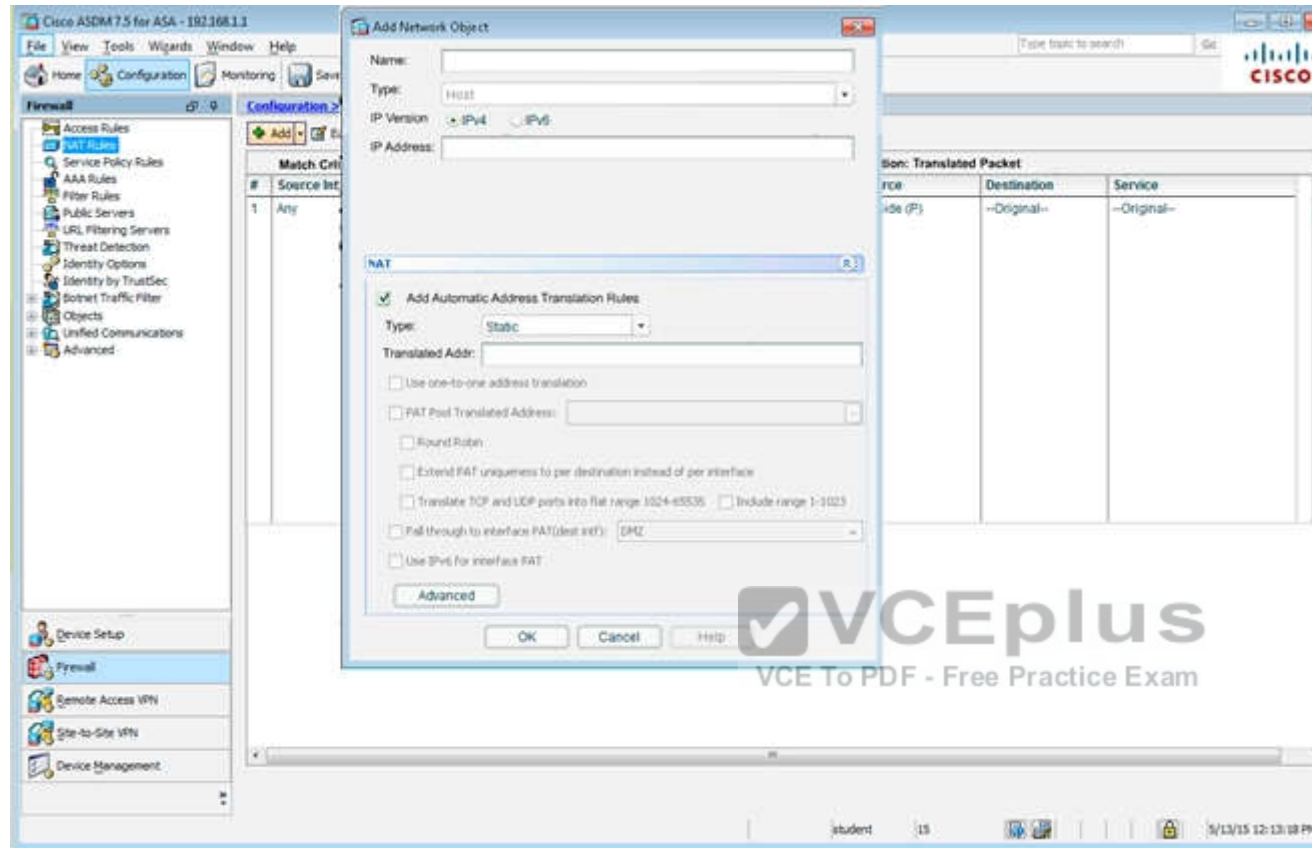 Cisco ASDM 7.5 for ASA - 192.168.1.1
File View Tools Wizards Window Help
Type topic to search Go
Home Configuration Monitoring Save
CISCO
Firewall
Access Rules
NAT Rules
Service Policy Rules
AAA Rules
Filter Rules
Public Servers
URL Filtering Servers
Threat Detection
Identity Options
Identity by TrustSec
Botnet Traffic Filter
Objects
Unified Communications
Advanced
Device Setup
Firewall
Remote Access VPN
Site-to-Site VPN
Device Management
Configuration >
Add
Match Cri
# Source Int
1 Any
tion: Translated Packet
rce Destination Service
side (P) --Original-- --Original--
Add Network Object
Name:
Type: Host
IP Version IPv4 IPv6
IP Address:
NAT
Add Automatic Address Translation Rules
Type: Static
Translated Addr:
Use one-to-one address translation
PAT Pool Translated Address:
Round Robin
Extend PAT uniqueness to per destination instead of per interface
Translate TCP and UDP ports into flat range 1024-65535 Include range 1-1023
Fall through to interface PAT(dest intf): DMZ
Use IPv6 for interface PAT
Advanced
OK Cancel Help
VCEplus
VCE To PDF - Free Practice Exam
student 15 5/13/15 12:13:18 PM